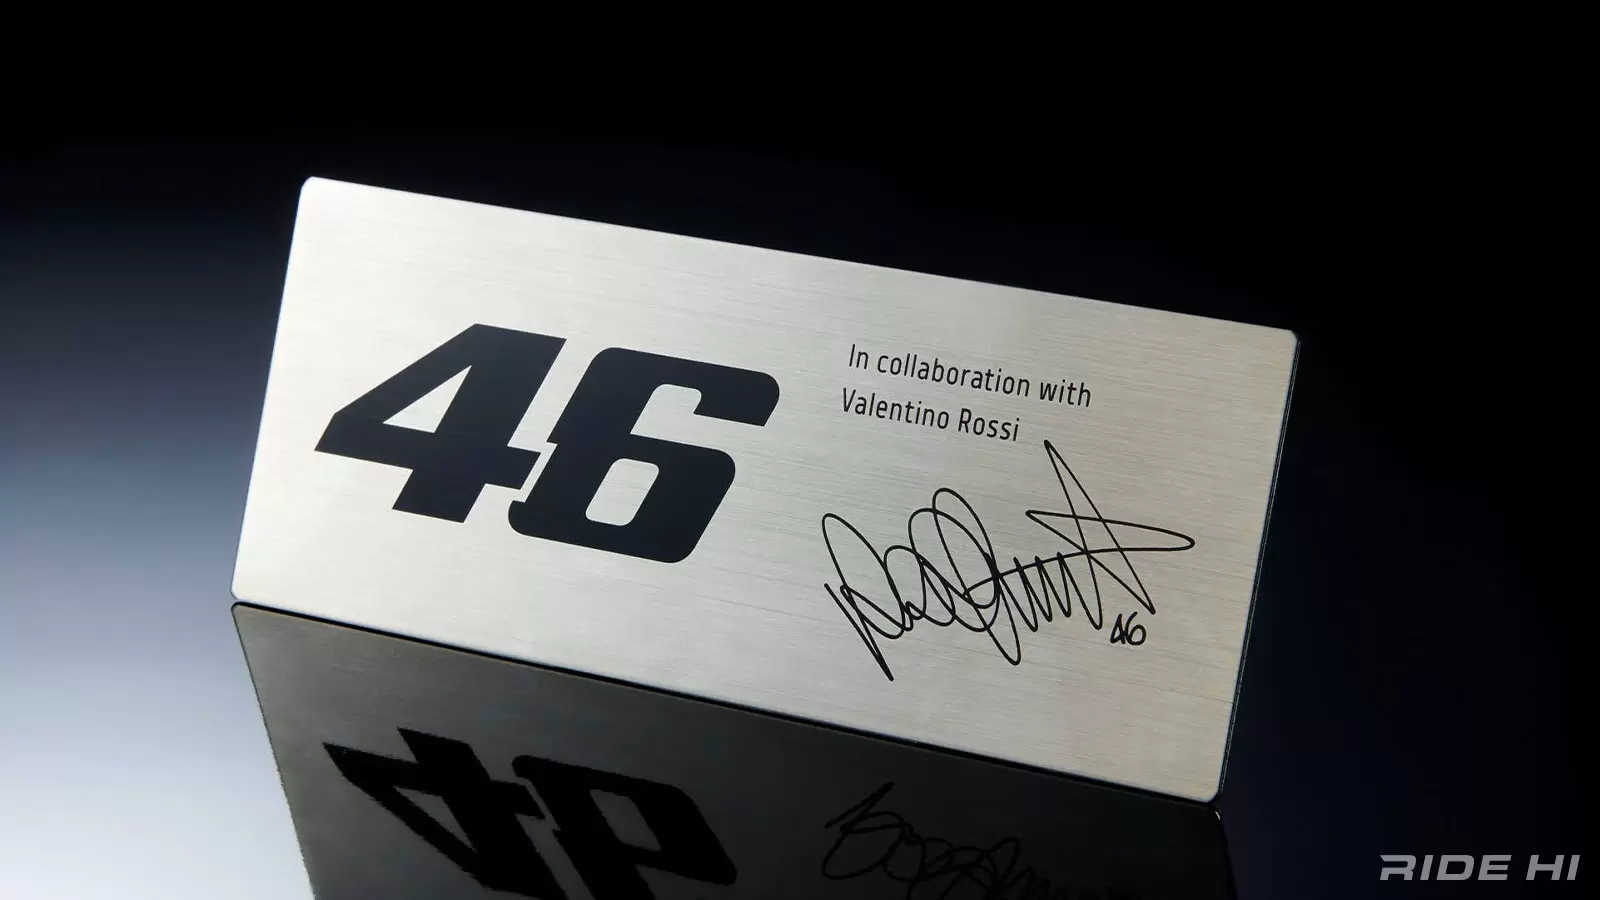 46
In collaboration with
Valentino Rossi
46
RIDE HI